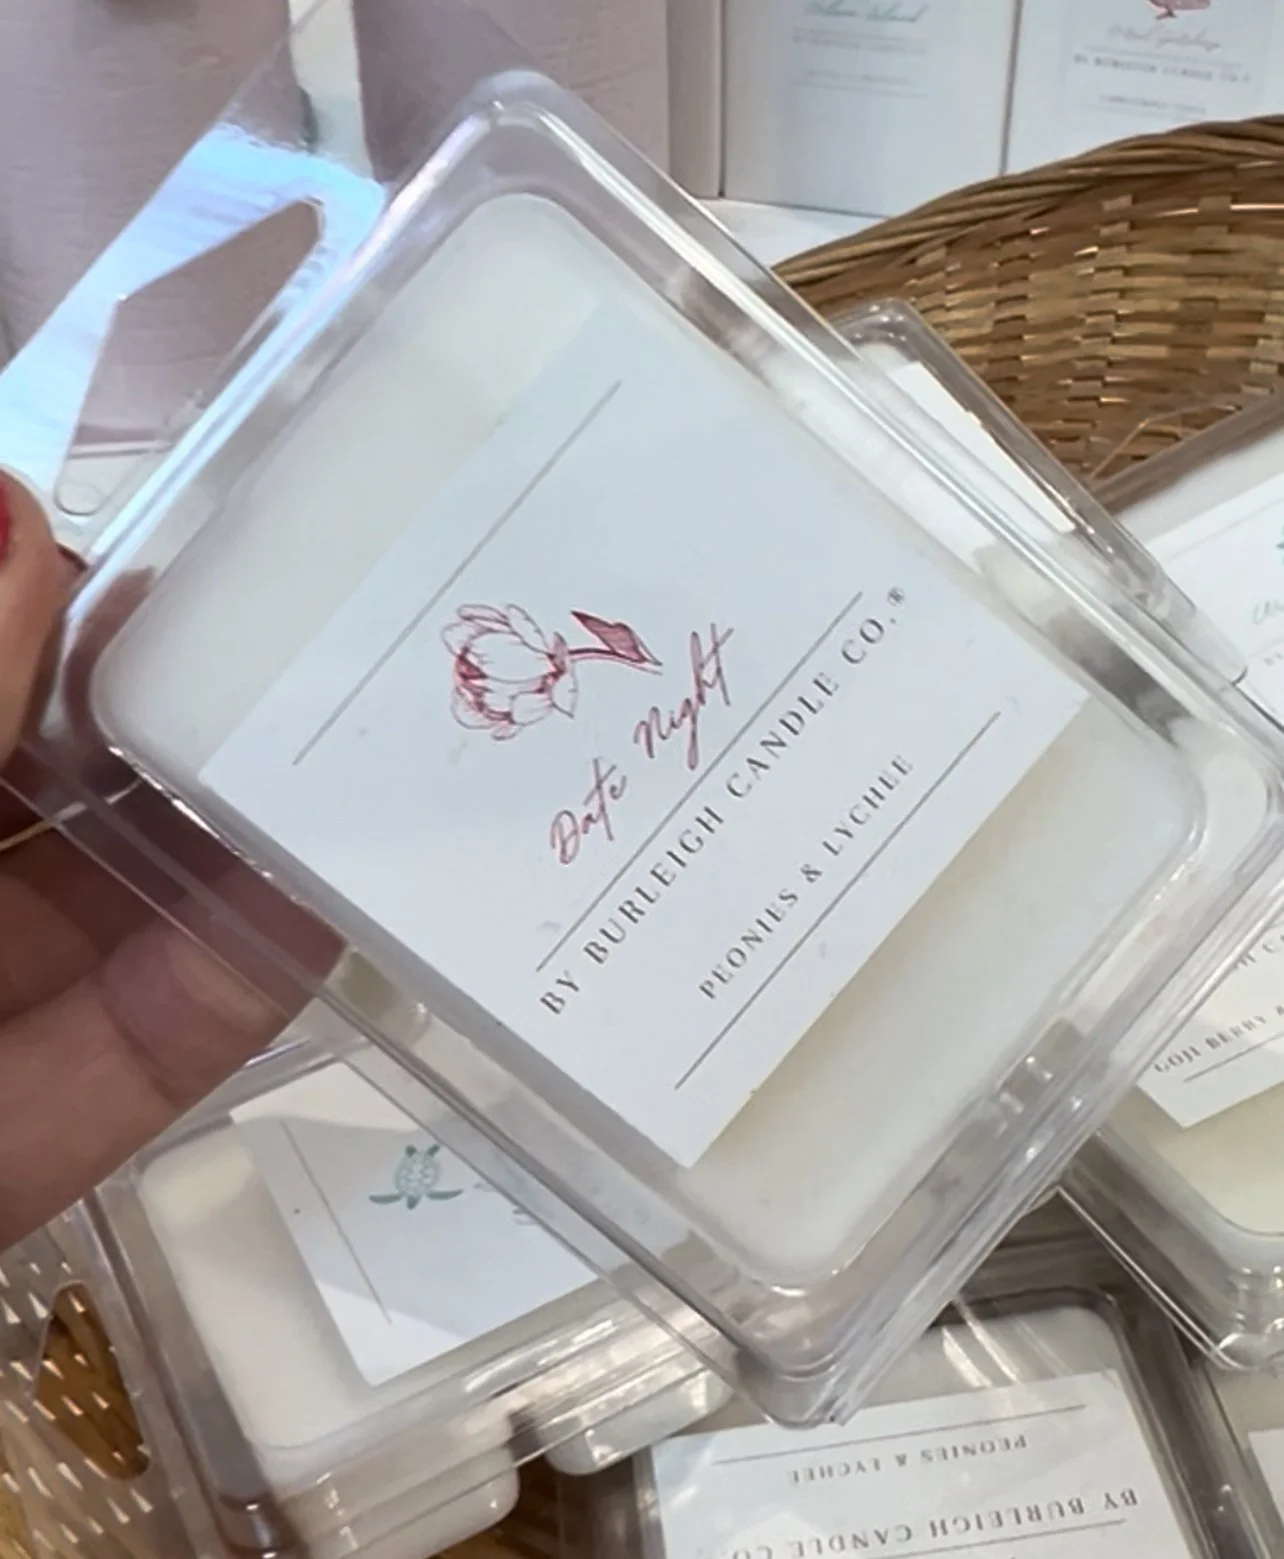 Date Night
BY BURLEIGH CANDLE CO.®
PEONIES & LYCHEE
GOJI BERRY &
PEONIES & LYCHEE
BY BURLEIGH CANDLE CO.